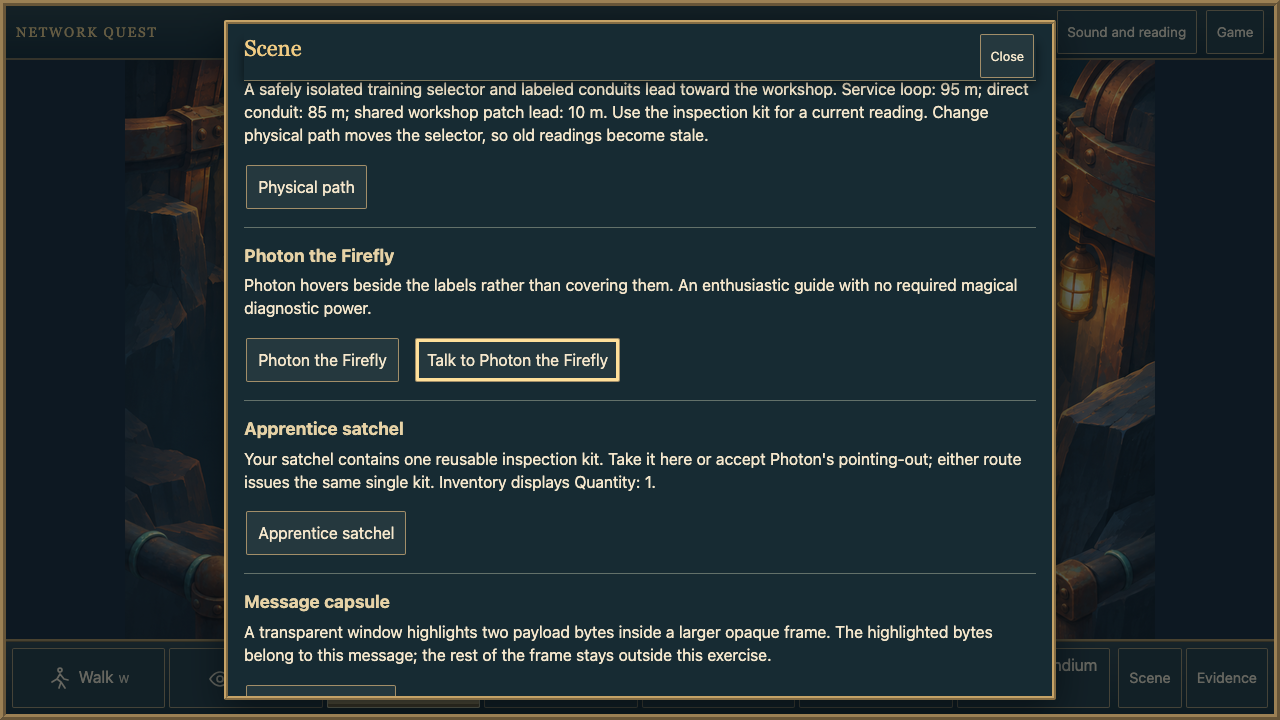 NETWORK QUEST
Scene
Close
Sound and reading
Game
A safely isolated training selector and labeled conduits lead toward the workshop. Service loop: 95 m; direct
conduit: 85 m; shared workshop patch lead: 10 m. Use the inspection kit for a current reading. Change
physical path moves the selector, so old readings become stale.
Physical path
Photon the Firefly
Photon hovers beside the labels rather than covering them. An enthusiastic guide with no required magical
diagnostic power.
Photon the Firefly
Talk to Photon the Firefly
Apprentice satchel
Your satchel contains one reusable inspection kit. Take it here or accept Photon's pointing-out; either route
issues the same single kit. Inventory displays Quantity: 1.
Apprentice satchel
Message capsule
A transparent window highlights two payload bytes inside a larger opaque frame. The highlighted bytes
belong to this message; the rest of the frame stays outside this exercise.
Walk W
Scene
Evidence